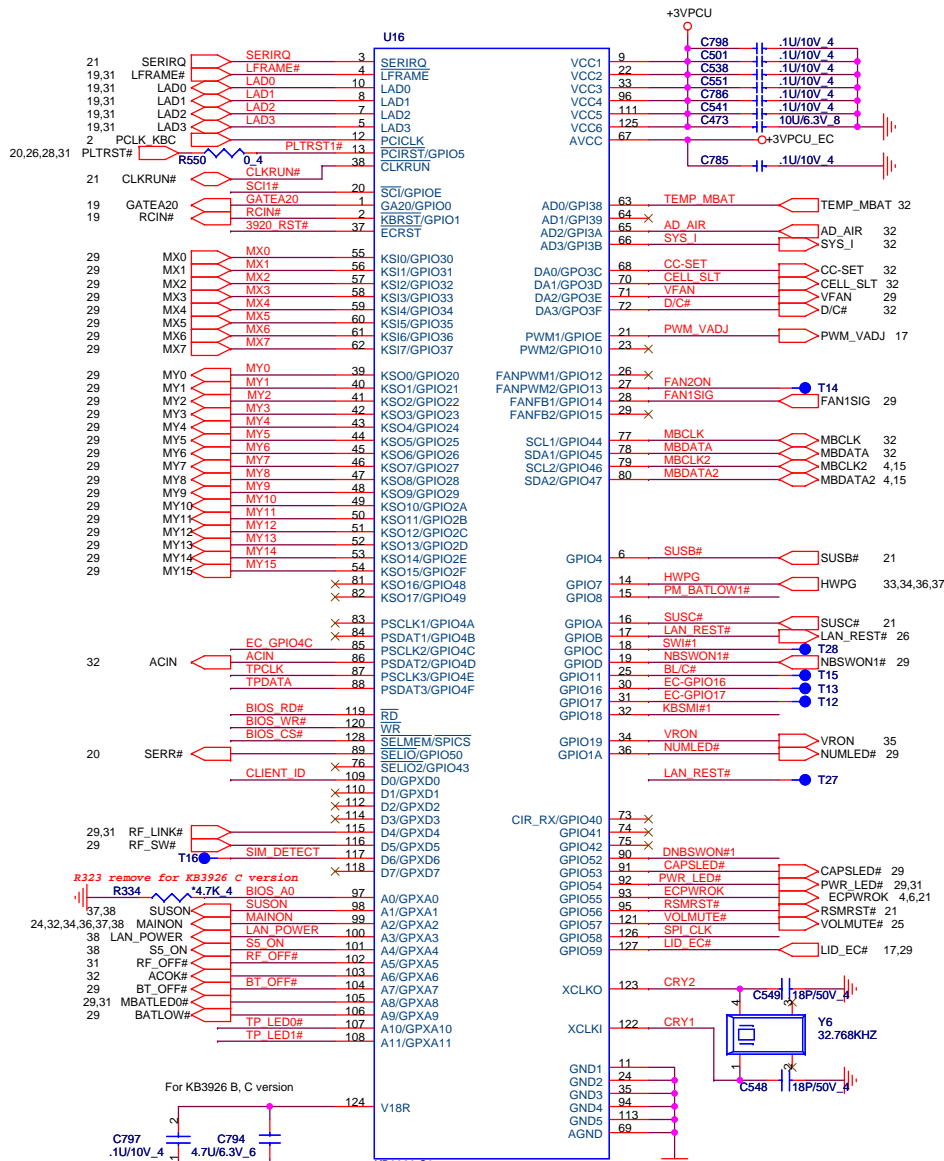 +3VPCU
U16
21 SERIRQ SERIRQ 3 SERIRQ
19,31 LFRAME# LFRAME# 4 LFRAME
19,31 LAD0 LAD0 10 LAD0
19,31 LAD1 LAD1 8 LAD1
19,31 LAD2 LAD2 7 LAD2
19,31 LAD3 LAD3 5 LAD3
2 PCLK_KBC 12 PCICLK
20,26,28,31 PLTRST# R550 0_4 PLTRST1# 13 PCIRST/GPIO5
21 CLKRUN# CLKRUN# 38 CLKRUN
SCI1# 20 SCI/GPIOE
19 GATEA20 GATEA20 1 GA20/GPIO0
19 RCIN# RCIN# 2 KBRST/GPIO1
3920_RST# 37 ECRST
29 MX0 MX0 55 KSI0/GPIO30
29 MX1 MX1 56 KSI1/GPIO31
29 MX2 MX2 57 KSI2/GPIO32
29 MX3 MX3 58 KSI3/GPIO33
29 MX4 MX4 59 KSI4/GPIO34
29 MX5 MX5 60 KSI5/GPIO35
29 MX6 MX6 61 KSI6/GPIO36
29 MX7 MX7 62 KSI7/GPIO37
29 MY0 MY0 39 KSO0/GPIO20
29 MY1 MY1 40 KSO1/GPIO21
29 MY2 MY2 41 KSO2/GPIO22
29 MY3 MY3 42 KSO3/GPIO23
29 MY4 MY4 43 KSO4/GPIO24
29 MY5 MY5 44 KSO5/GPIO25
29 MY6 MY6 45 KSO6/GPIO26
29 MY7 MY7 46 KSO7/GPIO27
29 MY8 MY8 47 KSO8/GPIO28
29 MY9 MY9 48 KSO9/GPIO29
29 MY10 MY10 49 KSO10/GPIO2A
29 MY11 MY11 50 KSO11/GPIO2B
29 MY12 MY12 51 KSO12/GPIO2C
29 MY13 MY13 52 KSO13/GPIO2D
29 MY14 MY14 53 KSO14/GPIO2E
29 MY15 MY15 54 KSO15/GPIO2F
81 KSO16/GPIO48
82 KSO17/GPIO49
83 PSCLK1/GPIO4A
84 PSDAT1/GPIO4B
EC_GPIO4C 85 PSCLK2/GPIO4C
32 ACIN ACIN 86 PSDAT2/GPIO4D
TPCLK 87 PSCLK3/GPIO4E
TPDATA 88 PSDAT3/GPIO4F
BIOS_RD# 119 RD
BIOS_WR# 120 WR
BIOS_CS# 128 SELMEM/SPICS
20 SERR# 89 SELIO/GPIO50
76 SELIO2/GPIO43
CLIENT_ID 109 D0/GPXD0
110 D1/GPXD1
112 D2/GPXD2
114 D3/GPXD3
29,31 RF_LINK# 115 D4/GPXD4
29 RF_SW# 116 D5/GPXD5
T16 SIM_DETECT 117 D6/GPXD6
118 D7/GPXD7
R323 remove for KB3926 C version
R334 *4.7K_4 BIOS_A0 97 A0/GPXA0
37,38 SUSON SUSON 98 A1/GPXA1
24,32,34,36,37,38 MAINON MAINON 99 A2/GPXA2
38 LAN_POWER LAN_POWER 100 A3/GPXA3
38 S5_ON S5_ON 101 A4/GPXA4
31 RF_OFF# RF_OFF# 102 A5/GPXA5
32 ACOK# 103 A6/GPXA6
29 BT_OFF# BT_OFF# 104 A7/GPXA7
29,31 MBATLED0# 105 A8/GPXA8
29 BATLOW# 106 A9/GPXA9
TP_LED0# 107 A10/GPXA10
TP_LED1# 108 A11/GPXA11
For KB3926 B, C version
124 V18R
C797 .1U/10V_4 2 1
C794 4.7U/6.3V_6
VCC1 9 C798 .1U/10V_4
VCC2 22 C501 .1U/10V_4
VCC3 33 C538 .1U/10V_4
VCC4 96 C551 .1U/10V_4
VCC5 111 C786 .1U/10V_4
VCC6 125 C541 .1U/10V_4
C473 10U/6.3V_8
AVCC 67 +3VPCU_EC
C785 .1U/10V_4
AD0/GPI38 63 TEMP_MBAT TEMP_MBAT 32
AD1/GPI39 64
AD2/GPI3A 65 AD_AIR AD_AIR 32
AD3/GPI3B 66 SYS_I SYS_I 32
DA0/GPO3C 68 CC-SET CC-SET 32
DA1/GPO3D 70 CELL_SLT CELL_SLT 32
DA2/GPO3E 71 VFAN VFAN 29
DA3/GPO3F 72 D/C# D/C# 32
PWM1/GPIOE 21 PWM_VADJ PWM_VADJ 17
PWM2/GPIO10 23
FANPWM1/GPIO12 26
FANPWM2/GPIO13 27 FAN2ON T14
FANFB1/GPIO14 28 FAN1SIG FAN1SIG 29
FANFB2/GPIO15 29
SCL1/GPIO44 77 MBCLK MBCLK 32
SDA1/GPIO45 78 MBDATA MBDATA 32
SCL2/GPIO46 79 MBCLK2 MBCLK2 4,15
SDA2/GPIO47 80 MBDATA2 MBDATA2 4,15
GPIO4 6 SUSB# SUSB# 21
GPIO7 14 HWPG HWPG 33,34,36,37
GPIO8 15 PM_BATLOW1#
GPIOA 16 SUSC# SUSC# 21
GPIOB 17 LAN_REST# LAN_REST# 26
GPIOC 18 SWI#1 T28
GPIOD 19 NBSWON1# NBSWON1# 29
GPIO11 25 BL/C# T15
GPIO16 30 EC-GPIO16 T13
GPIO17 31 EC-GPIO17 T12
GPIO18 32 KBSMI#1
GPIO19 34 VRON VRON 35
GPIO1A 36 NUMLED# NUMLED# 29
LAN_REST# T27
CIR_RX/GPIO40 73
GPIO41 74
GPIO42 75
GPIO52 90 DNBSWON#1
GPIO53 91 CAPSLED# CAPSLED# 29
GPIO54 92 PWR_LED# PWR_LED# 29,31
GPIO55 93 ECPWROK ECPWROK 4,6,21
GPIO56 95 RSMRST# RSMRST# 21
GPIO57 121 VOLMUTE# VOLMUTE# 25
GPIO58 126 SPI_CLK
GPIO59 127 LID_EC# LID_EC# 17,29
XCLKO 123 CRY2 C549 18P/50V_4
4 3 Y6
32.768KHZ
XCLKI 122 CRY1
1 2
C548 18P/50V_4
GND1 11
GND2 24
GND3 35
GND4 94
GND5 113
AGND 69